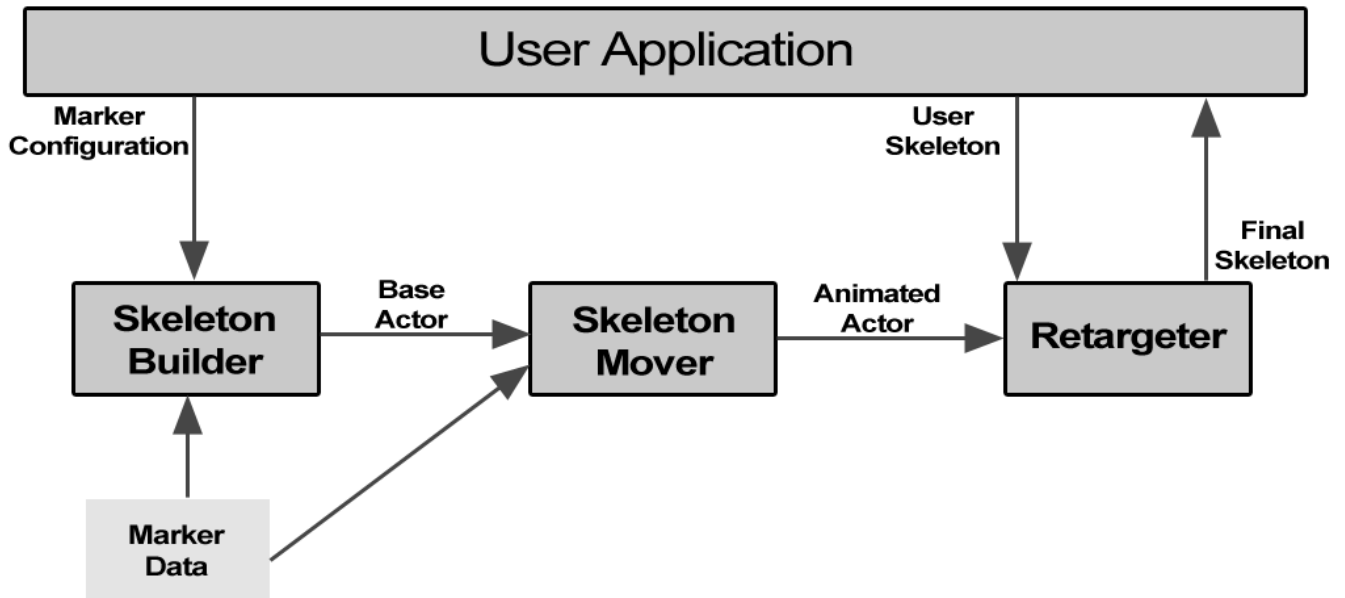 User Application
Marker
Configuration
User
Skeleton
Final
Skeleton
Skeleton
Builder
Base
Actor
Skeleton
Mover
Animated
Actor
Retargeter
Marker
Data